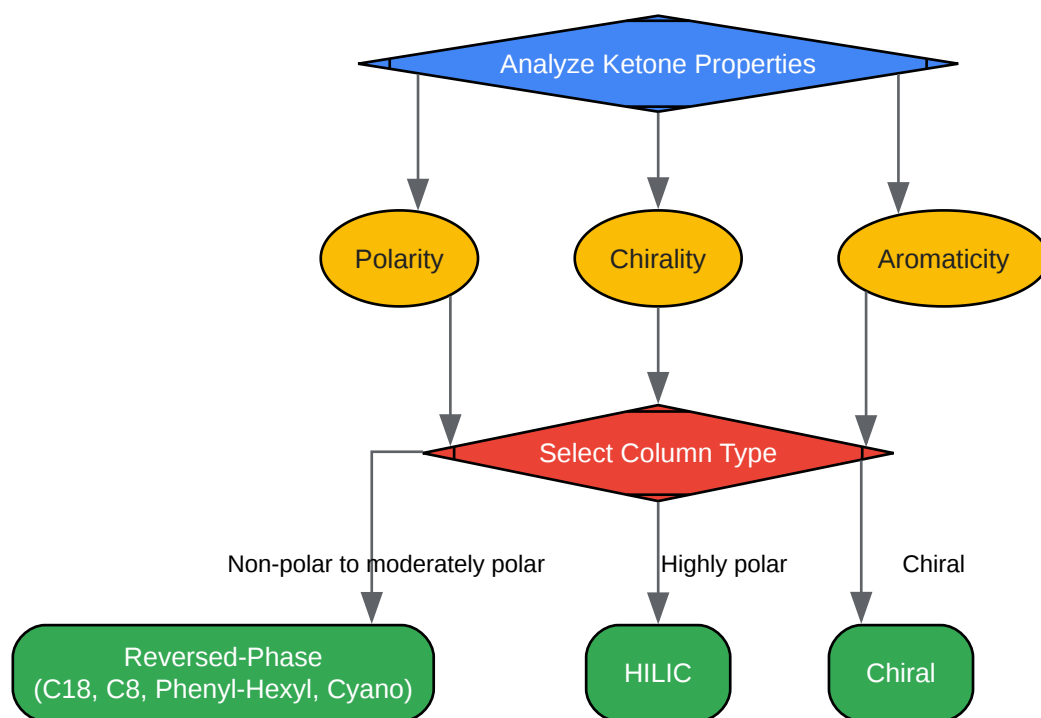 Analyze Ketone Properties
Polarity
Chirality
Aromaticity
Select Column Type
Non-polar to moderately polar
Highly polar
Chiral
Reversed-Phase
(C18, C8, Phenyl-Hexyl, Cyano)
HILIC
Chiral